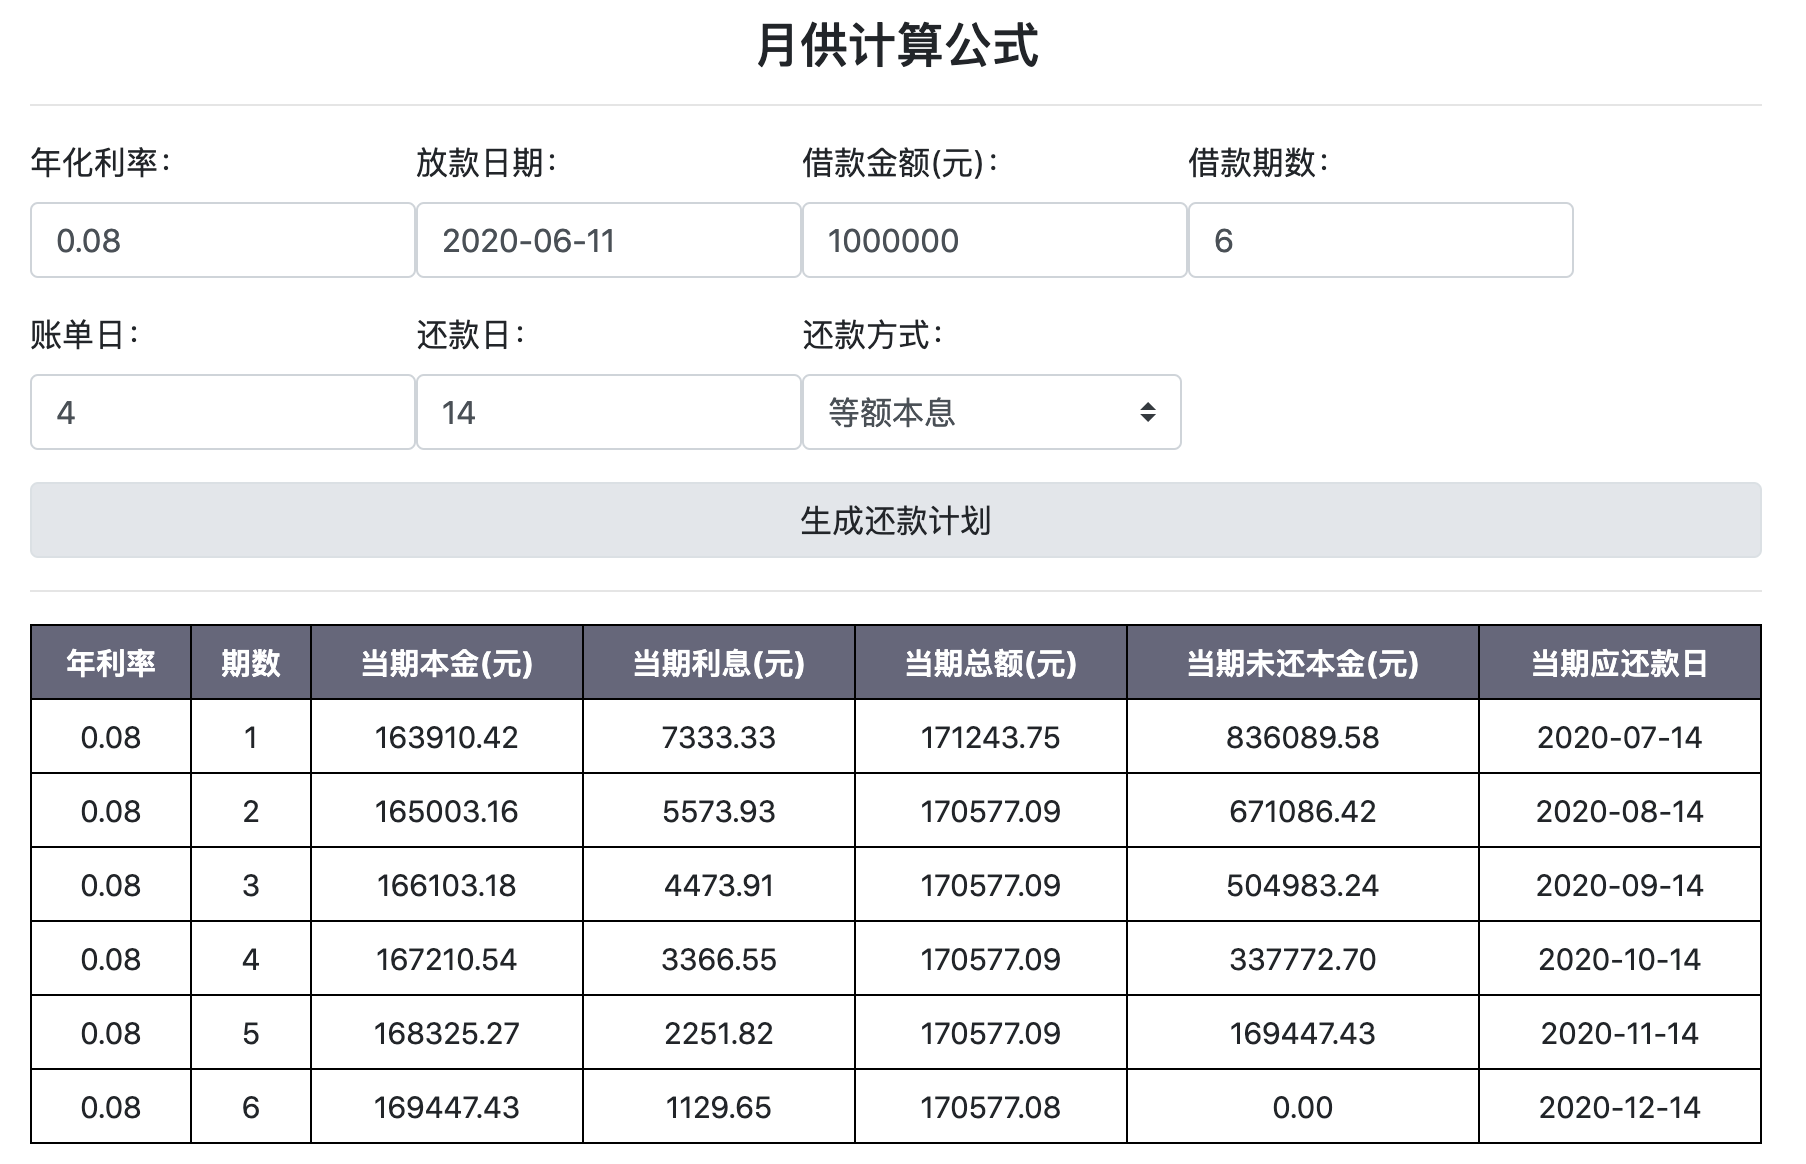 月供计算公式
年化利率： 放款日期： 借款金额(元)： 借款期数：
0.08 2020-06-11 1000000 6
账单日： 还款日： 还款方式：
4 14 等额本息
生成还款计划
年利率 期数 当期本金(元) 当期利息(元) 当期总额(元) 当期未还本金(元) 当期应还款日
0.08 1 163910.42 7333.33 171243.75 836089.58 2020-07-14
0.08 2 165003.16 5573.93 170577.09 671086.42 2020-08-14
0.08 3 166103.18 4473.91 170577.09 504983.24 2020-09-14
0.08 4 167210.54 3366.55 170577.09 337772.70 2020-10-14
0.08 5 168325.27 2251.82 170577.09 169447.43 2020-11-14
0.08 6 169447.43 1129.65 170577.08 0.00 2020-12-14